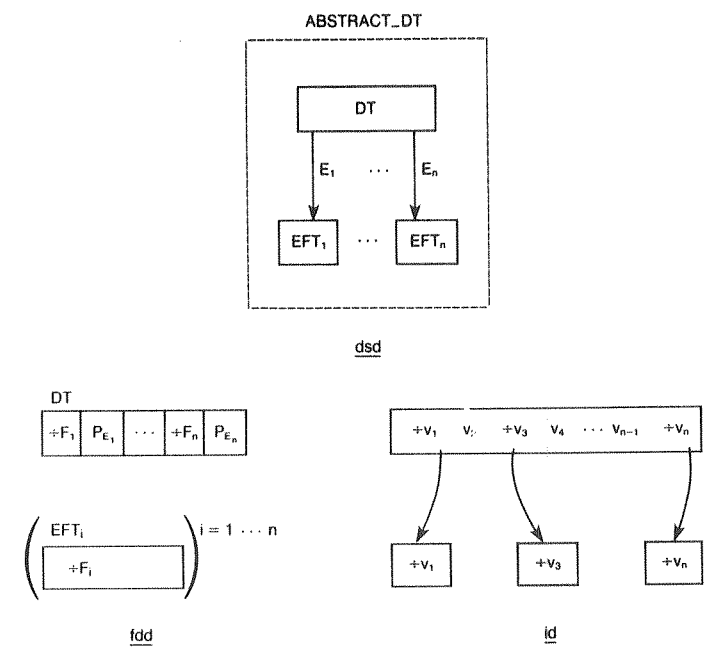 ABSTRACT_DT
DT
E₁ ··· Eₙ
EFT₁ ··· EFTₙ
dsd
DT
÷F₁ P_E₁ ··· ÷Fₙ P_Eₙ
EFTᵢ
i = 1 ··· n
÷Fᵢ
fdd
÷v₁ ÷v₃ v₄ ··· vₙ₋₁ ÷vₙ
÷v₁ ÷v₃ ÷vₙ
id